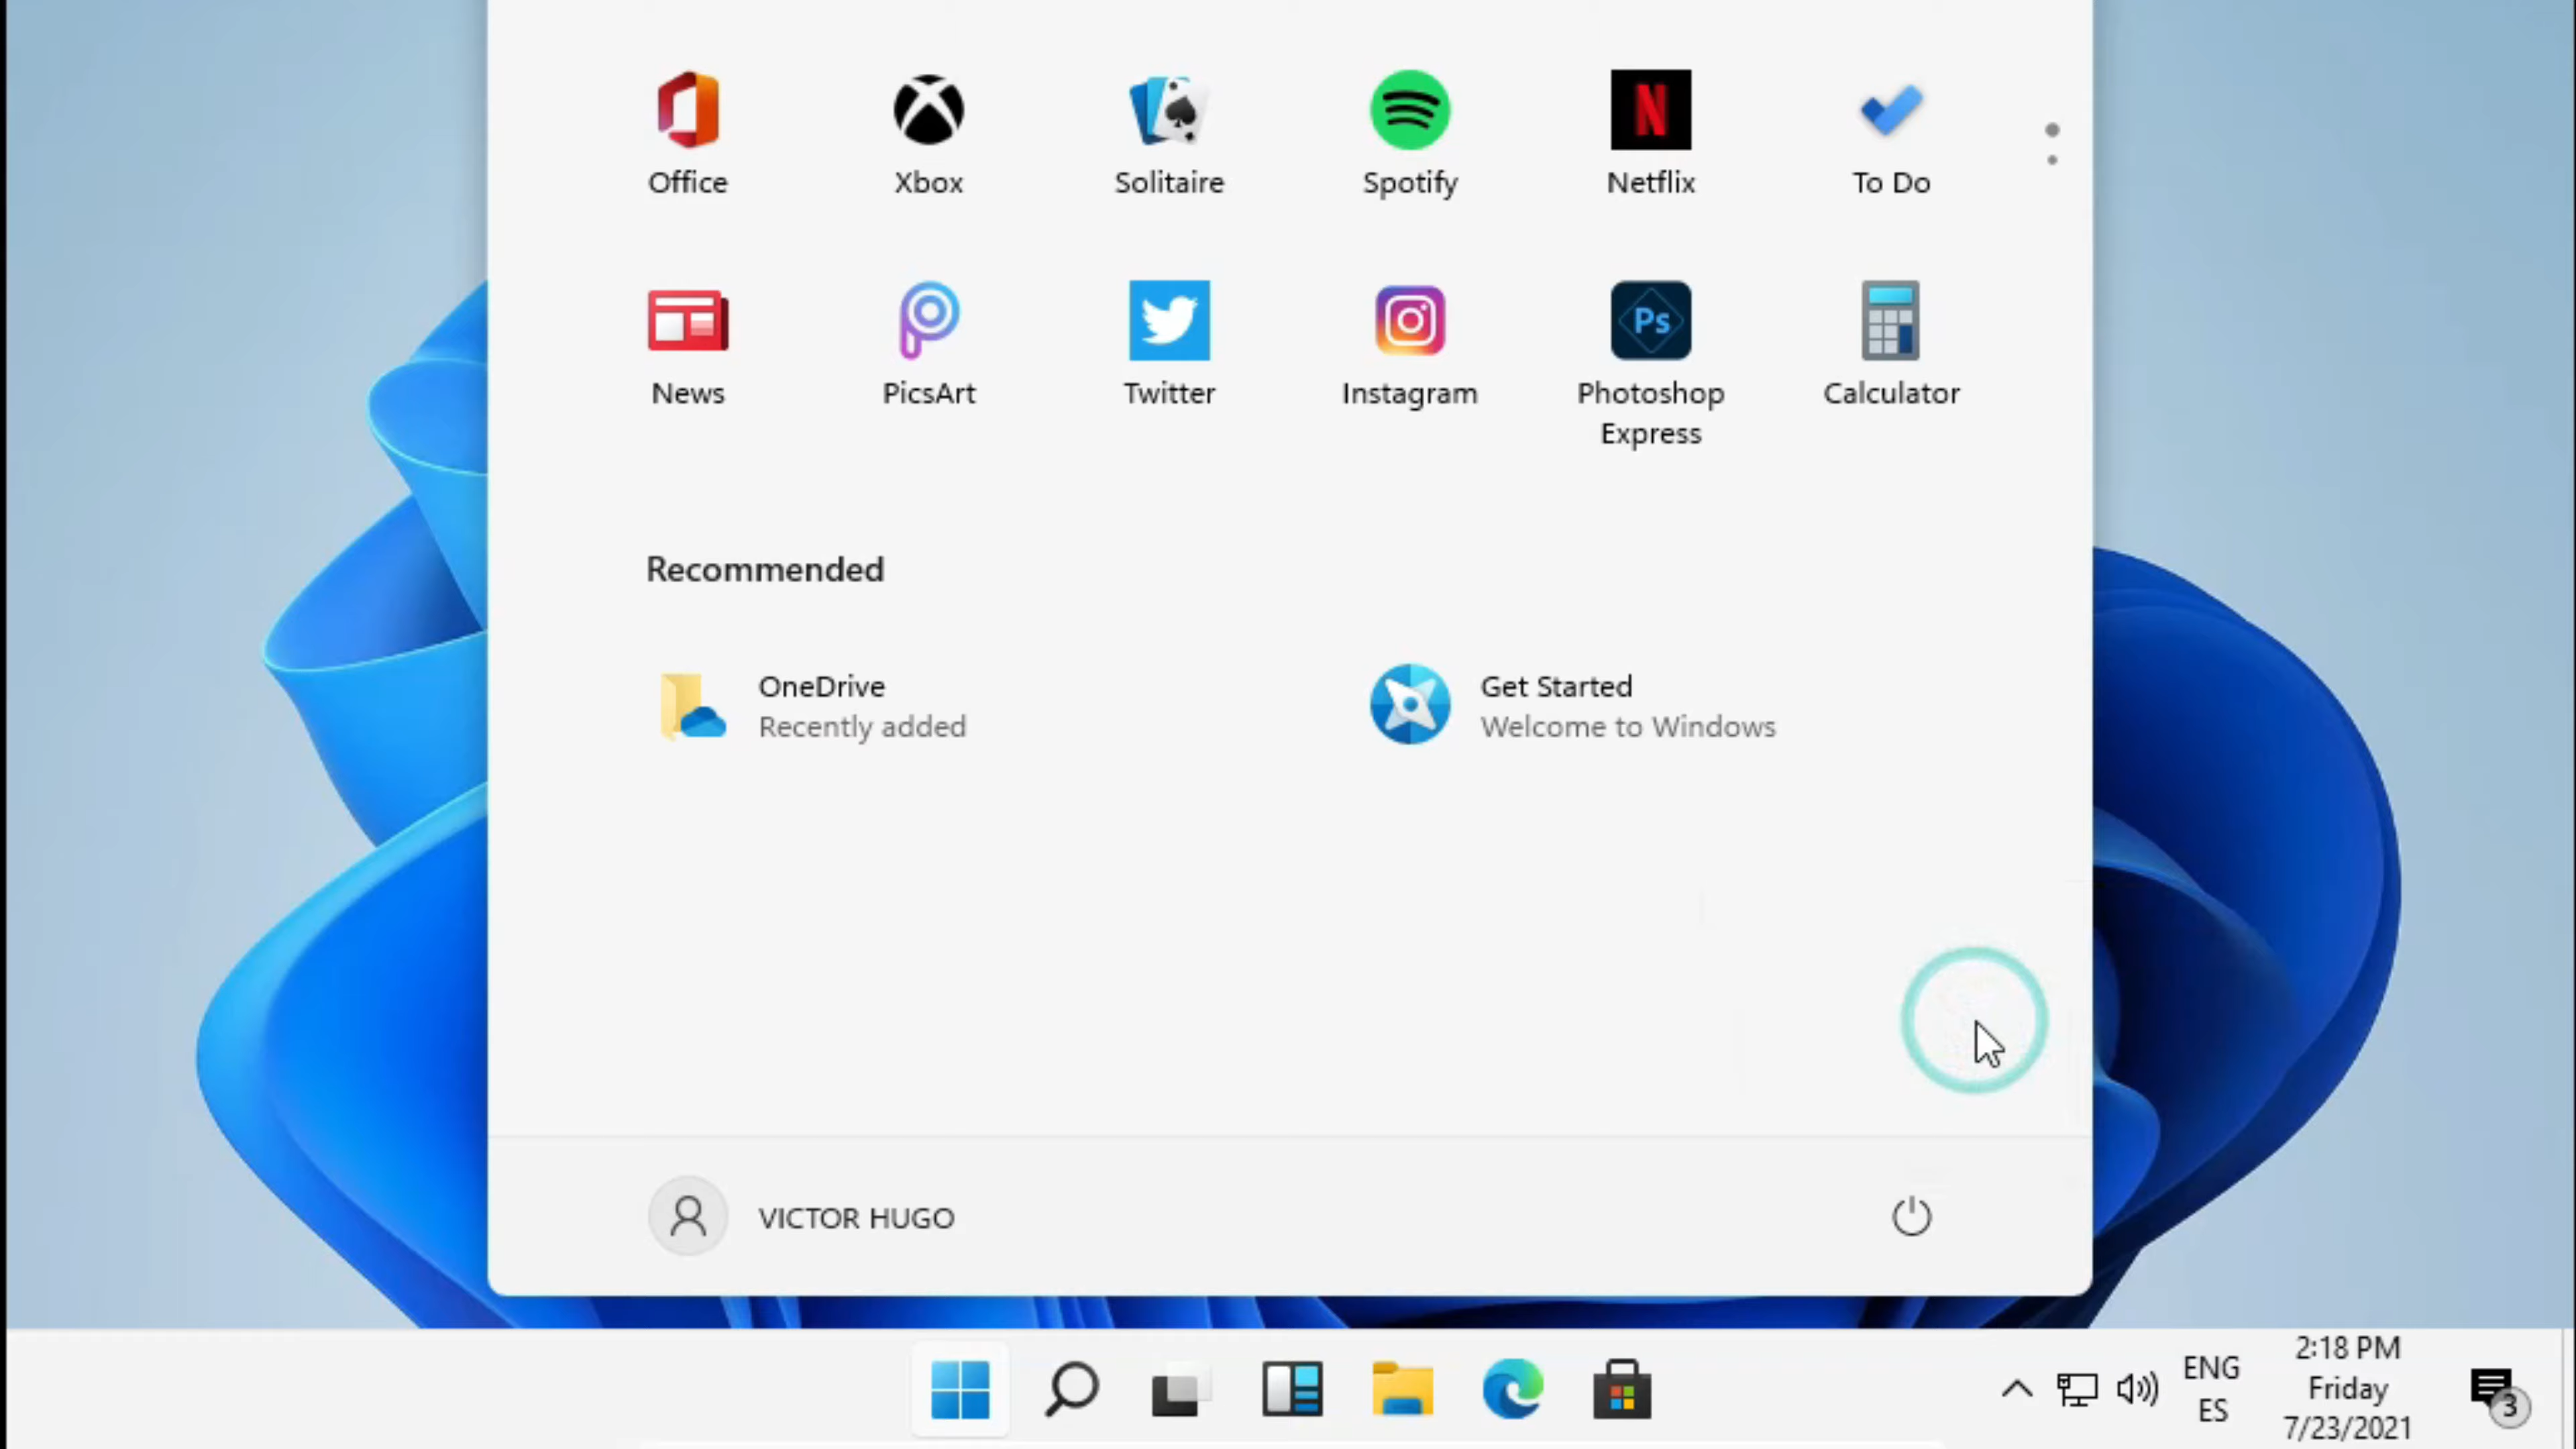 Office
Xbox
Solitaire
Spotify
N
Netflix
To Do
News
PicsArt
Twitter
Instagram
Ps
Photoshop
Express
Calculator
Recommended
OneDrive
Recently added
Get Started
Welcome to Windows
VICTOR HUGO
ENG
ES
2:18 PM
Friday
7/23/2021
3